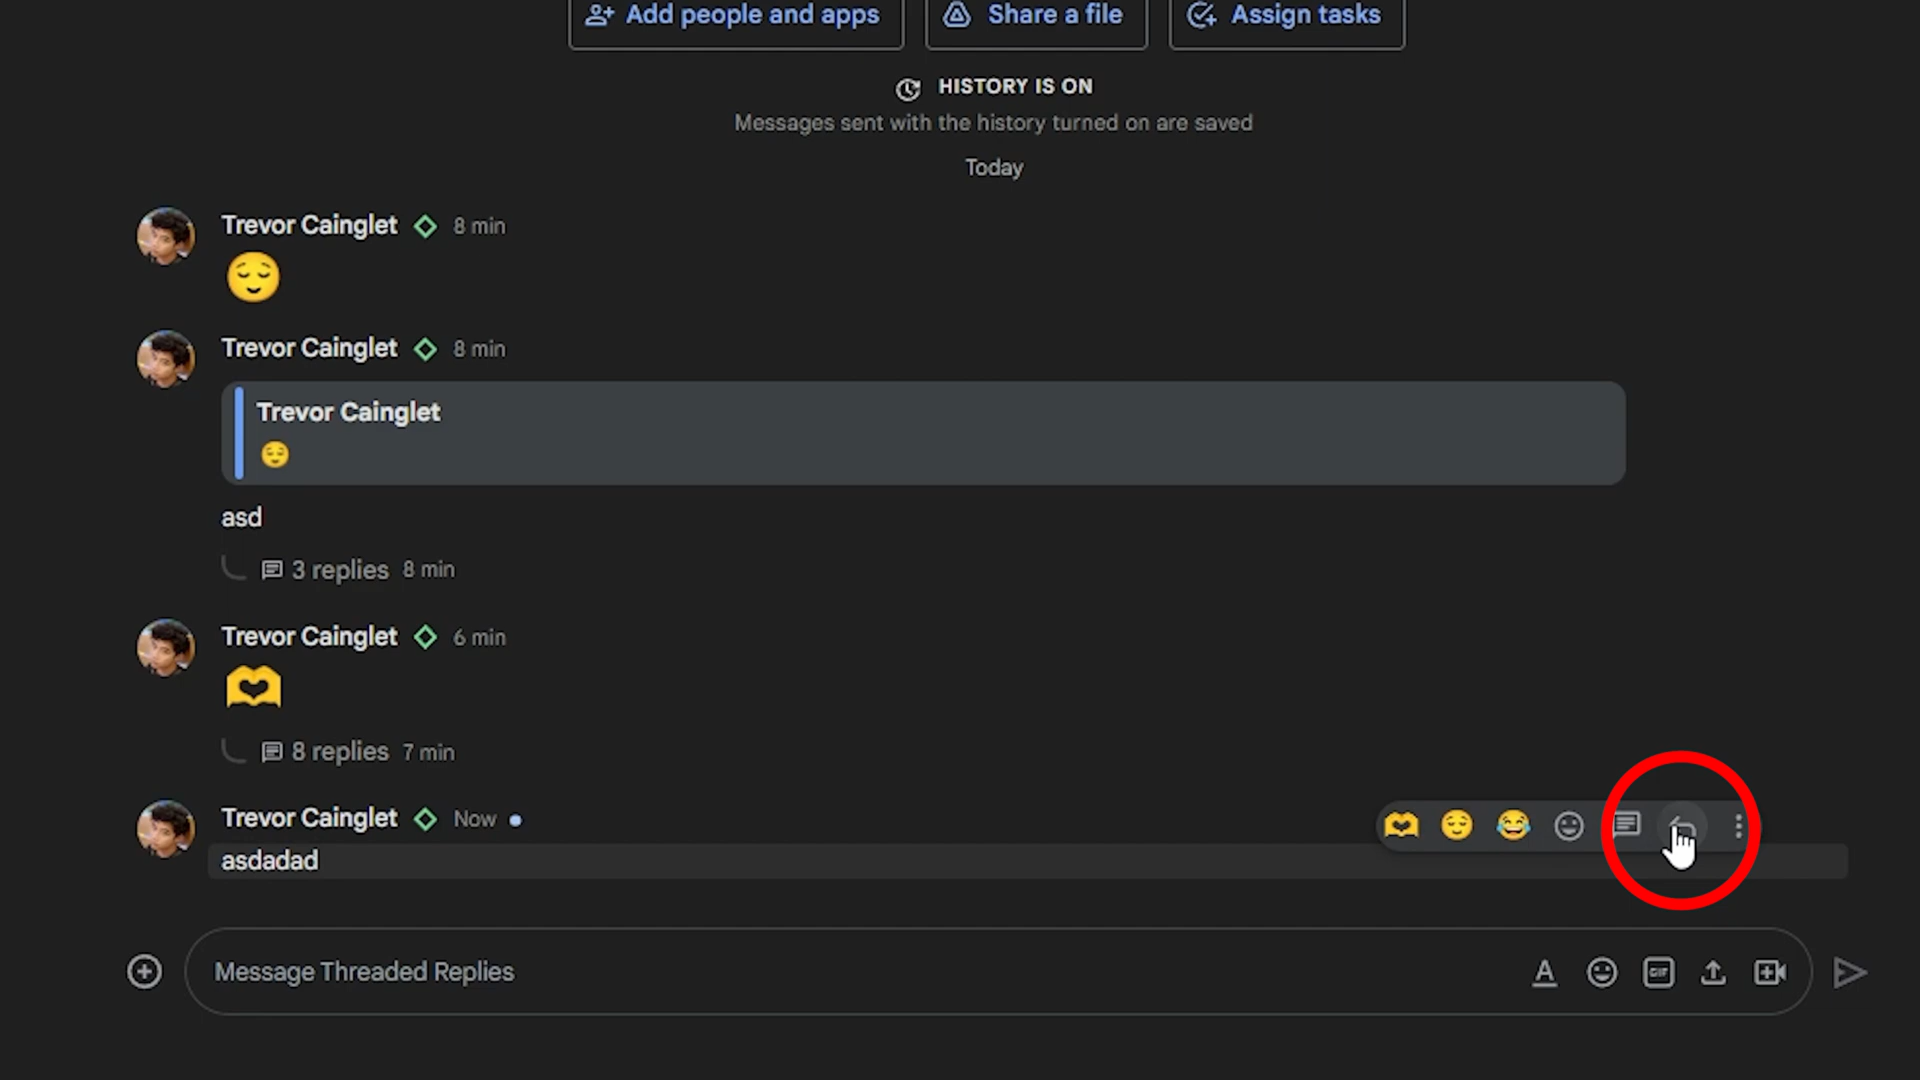 Add people and apps
Share a file
Assign tasks
HISTORY IS ON
Messages sent with the history turned on are saved
Today
Trevor Cainglet 8 min
Trevor Cainglet 8 min
Trevor Cainglet
asd
3 replies 8 min
Trevor Cainglet 6 min
8 replies 7 min
Trevor Cainglet Now
asdadad
Message Threaded Replies
GIF